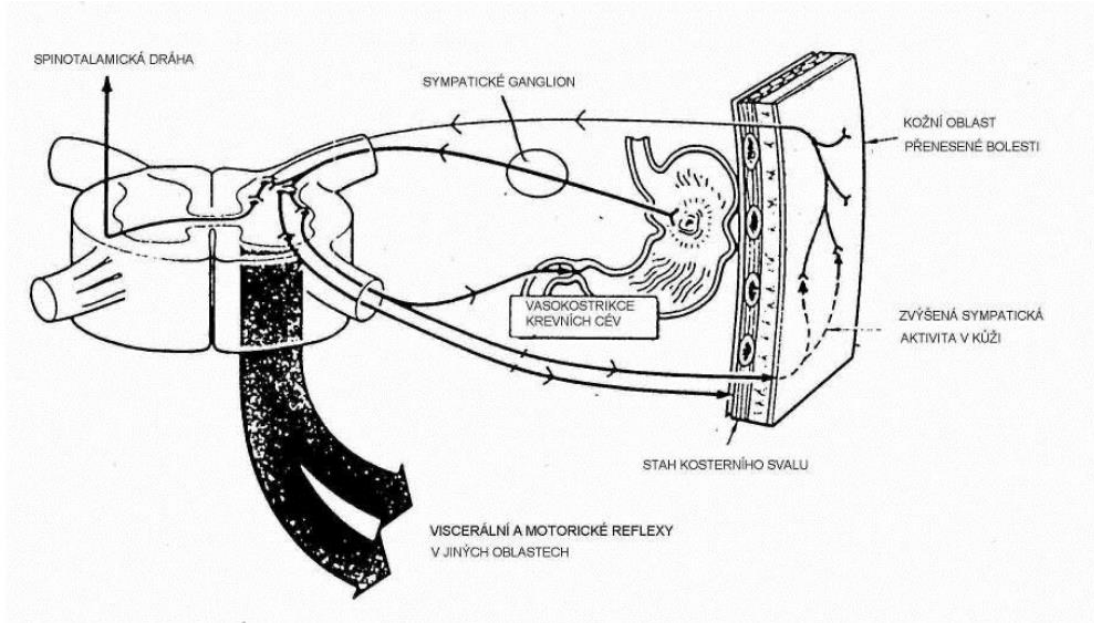 SPINOTALAMICKÁ DRÁHA
SYMPATICKÉ GANGLION
KOŽNÍ OBLAST
PŘENESENÉ BOLESTI
VASOKOSTRIKCE
KREVNÍCH CÉV
ZVÝŠENÁ SYMPATICKÁ
AKTIVITA V KŮŽI
STAH KOSTERNÍHO SVALU
VISCERÁLNÍ A MOTORICKÉ REFLEXY
V JINÝCH OBLASTECH